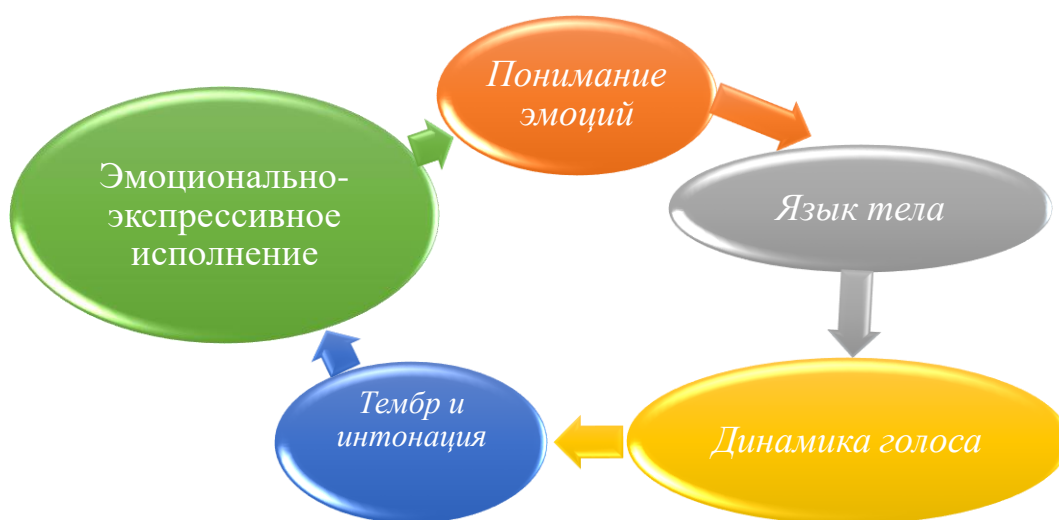 Понимание
эмоций
Эмоционально-
экспрессивное
исполнение
Язык тела
Тембр и
интонация
Динамика голоса